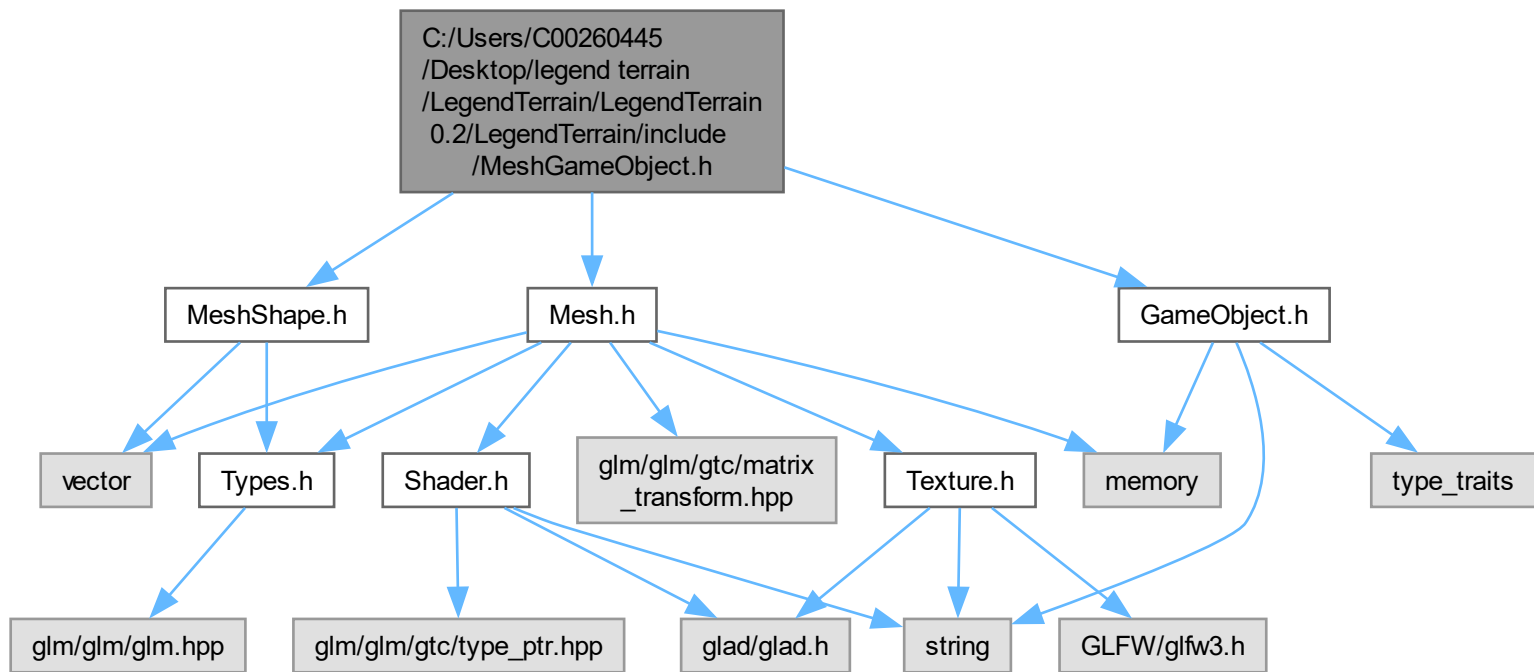 C:/Users/C00260445
/Desktop/legend terrain
/LegendTerrain/LegendTerrain
0.2/LegendTerrain/include
/MeshGameObject.h
MeshShape.h
Mesh.h
GameObject.h
vector
Types.h
Shader.h
glm/glm/gtc/matrix
_transform.hpp
Texture.h
memory
type_traits
glm/glm/glm.hpp
glm/glm/gtc/type_ptr.hpp
glad/glad.h
string
GLFW/glfw3.h